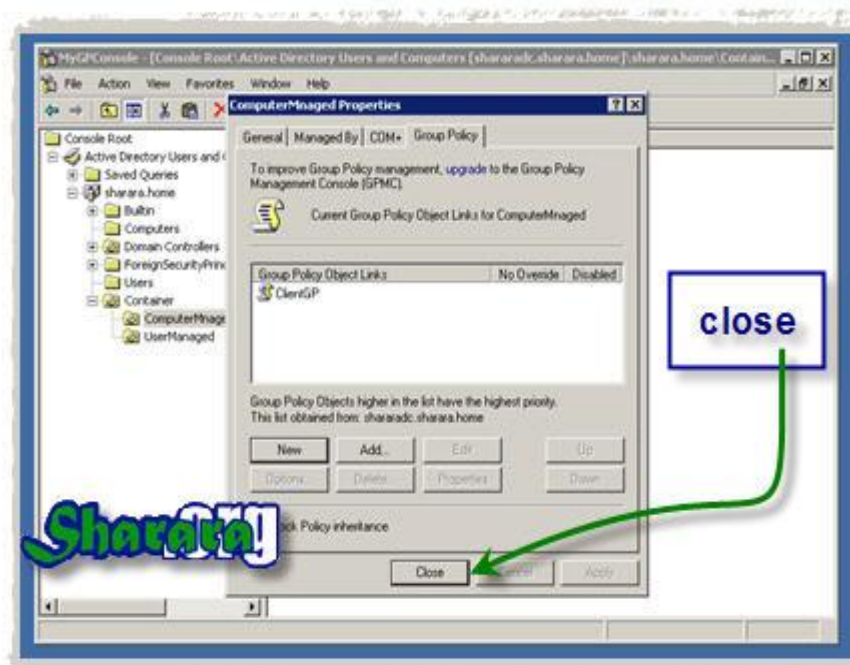 MyGPConsole - [Console Root\Active Directory Users and Computers [shararadc.sharara.home]\sharara.home\Contain...
File Action View Favorites Window Help
ComputerMnaged Properties
Console Root
Active Directory Users and C
Saved Queries
sharara.home
Builtin
Computers
Domain Controllers
ForeignSecurityPrinc
Users
Container
ComputerMnage
UserManaged
General Managed By COM+ Group Policy
To improve Group Policy management, upgrade to the Group Policy
Management Console (GPMC).
Current Group Policy Object Links for ComputerMnaged
Group Policy Object Links No Override Disabled
ClientGP
Group Policy Objects higher in the list have the highest priority.
This list obtained from: shararadc.sharara.home
New Add... Edit Up
Options... Delete... Properties Down
Policy inheritance
Close Cancel Apply
close
Sharara.org